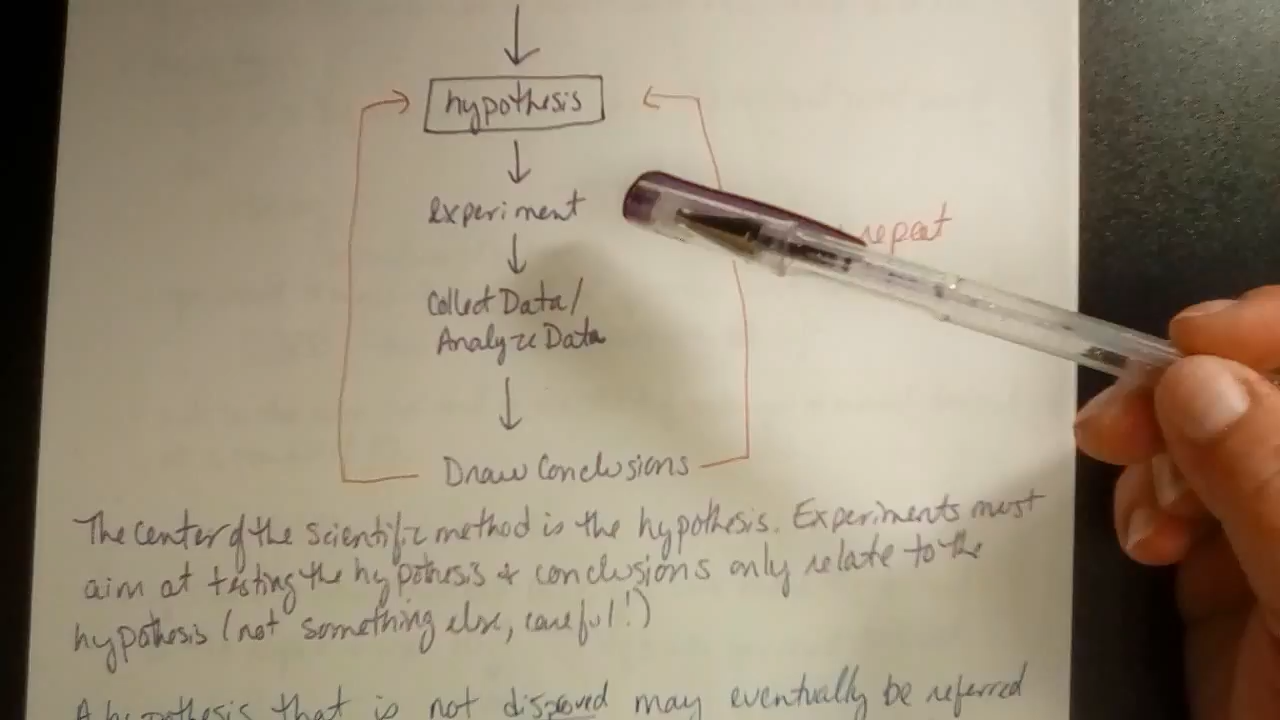 hypothesis
experiment
repeat
Collect Data/
Analyze Data
Draw Conclusions
The center of the scientific method is the hypothesis. Experiments must
aim at testing the hypothesis & conclusions only relate to the
hypothesis (not something else, careful!)
A hypothesis that is not disproved may eventually be referred